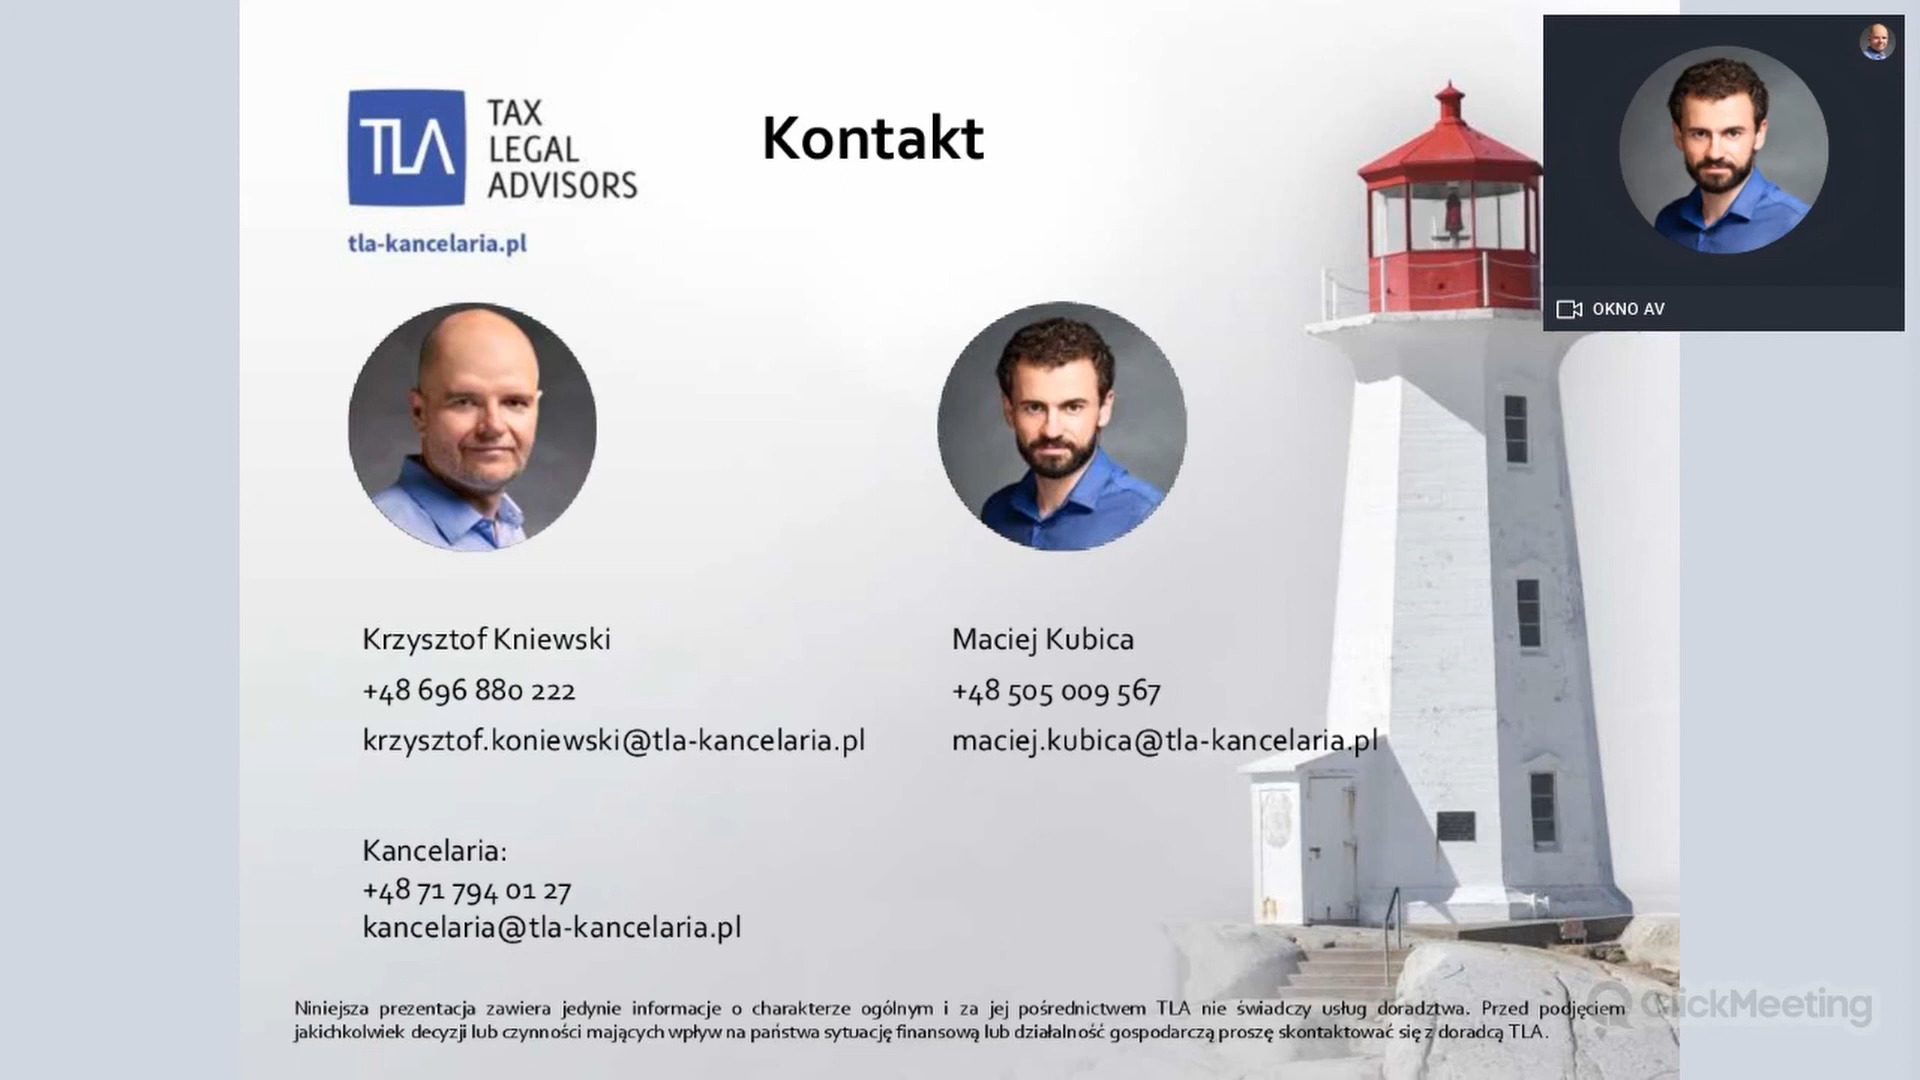 TLA
TAX
LEGAL
ADVISORS
tla-kancelaria.pl
Kontakt
OKNO AV
Krzysztof Kniewski
+48 696 880 222
krzysztof.koniewski@tla-kancelaria.pl
Maciej Kubica
+48 505 009 567
maciej.kubica@tla-kancelaria.pl
Kancelaria:
+48 71 794 01 27
kancelaria@tla-kancelaria.pl
Niniejsza prezentacja zawiera jedynie informacje o charakterze ogólnym i za jej pośrednictwem TLA nie świadczy usług doradztwa. Przed podjęciem
jakichkolwiek decyzji lub czynności mających wpływ na państwa sytuację finansową lub działalność gospodarczą proszę skontaktować się z doradcą TLA.
ClickMeeting